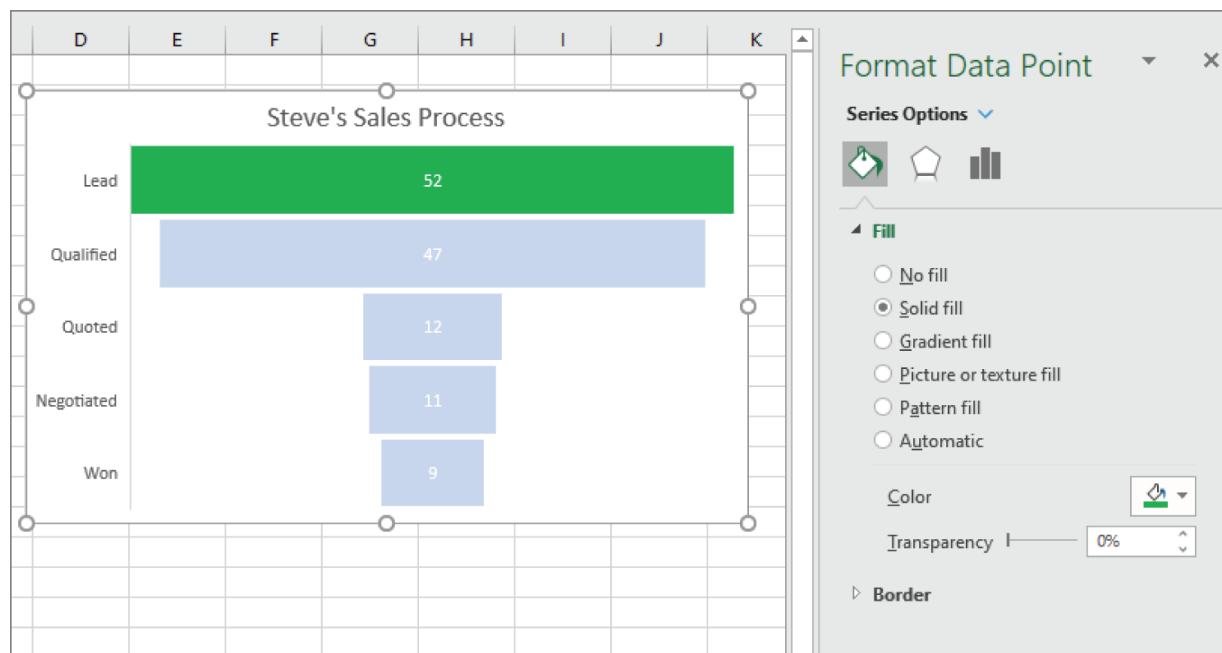 D E F G H I J K
Steve's Sales Process
Lead 52
Qualified 47
Quoted 12
Negotiated 11
Won 9
Format Data Point
Series Options
Fill
No fill
Solid fill
Gradient fill
Picture or texture fill
Pattern fill
Automatic
Color
Transparency 0%
Border